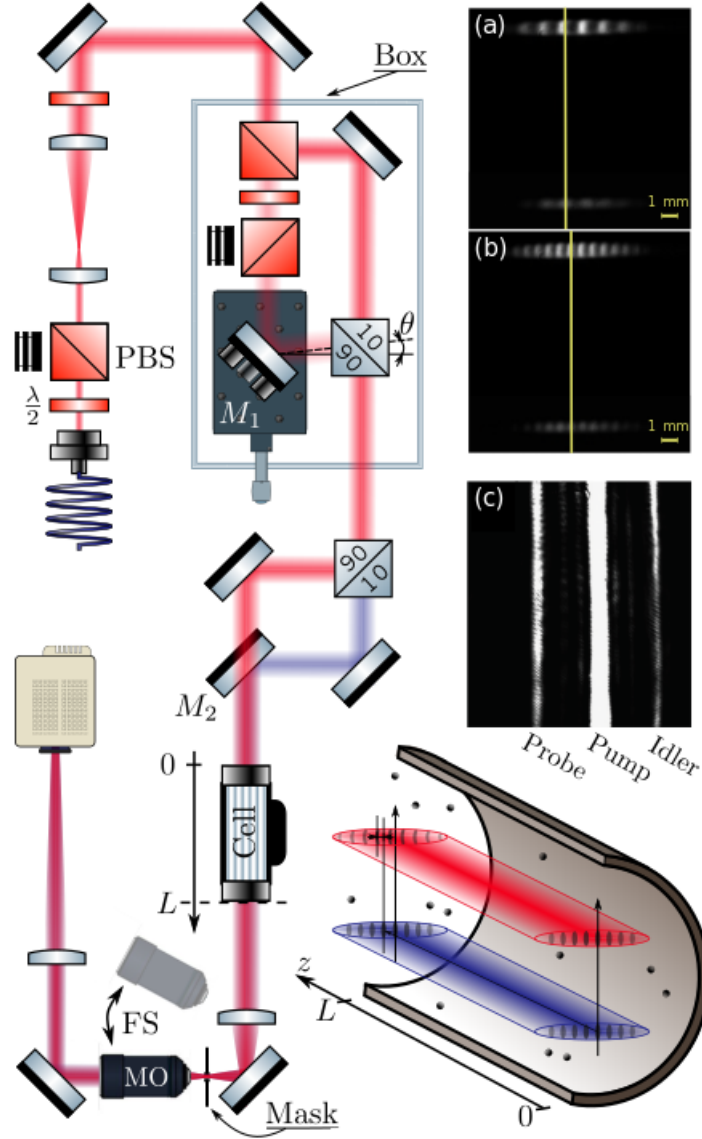 Box
(a)
1 mm
(b)
1 mm
PBS
λ/2
M₁
10
90
θ
90
10
(c)
M₂
Probe
Pump
Idler
0
Cell
L
z
L
FS
MO
Mask
0